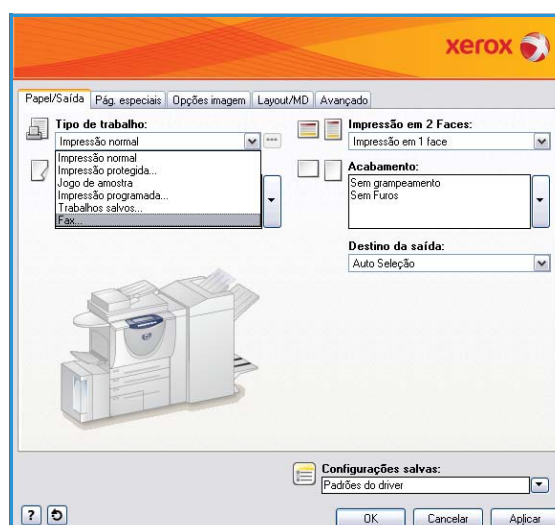 xerox
Papel/Saída Pág. especiais Opções imagem Layout/MD Avançado
Tipo de trabalho:
Impressão normal
Impressão normal
Impressão protegida...
Jogo de amostra
Impressão programada...
Trabalhos salvos...
Fax...
Impressão em 2 Faces:
Impressão em 1 face
Acabamento:
Sem grampeamento
Sem Furos
Destino da saída:
Auto Seleção
Configurações salvas:
Padrões do driver
?
OK Cancelar Aplicar